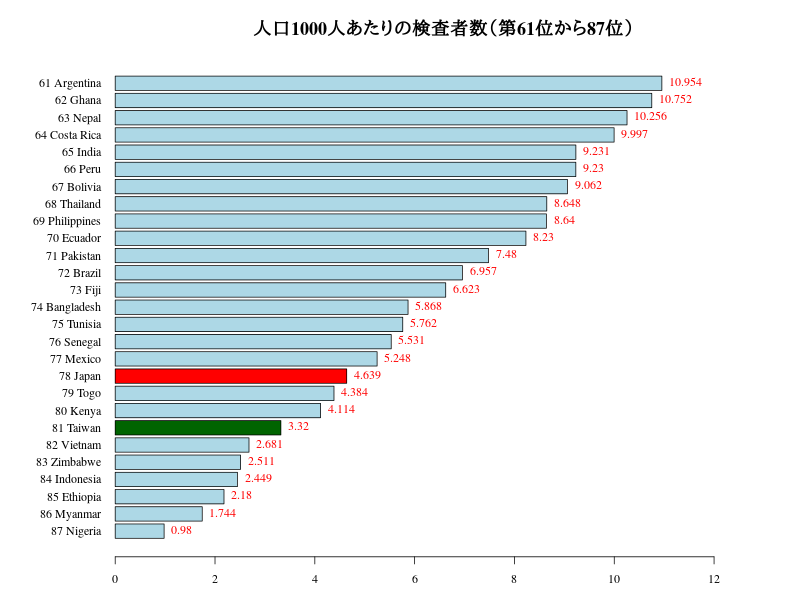 人口1000人あたりの検査者数（第61位から87位）
61 Argentina 10.954
62 Ghana 10.752
63 Nepal 10.256
64 Costa Rica 9.997
65 India 9.231
66 Peru 9.23
67 Bolivia 9.062
68 Thailand 8.648
69 Philippines 8.64
70 Ecuador 8.23
71 Pakistan 7.48
72 Brazil 6.957
73 Fiji 6.623
74 Bangladesh 5.868
75 Tunisia 5.762
76 Senegal 5.531
77 Mexico 5.248
78 Japan 4.639
79 Togo 4.384
80 Kenya 4.114
81 Taiwan 3.32
82 Vietnam 2.681
83 Zimbabwe 2.511
84 Indonesia 2.449
85 Ethiopia 2.18
86 Myanmar 1.744
87 Nigeria 0.98
0 2 4 6 8 10 12